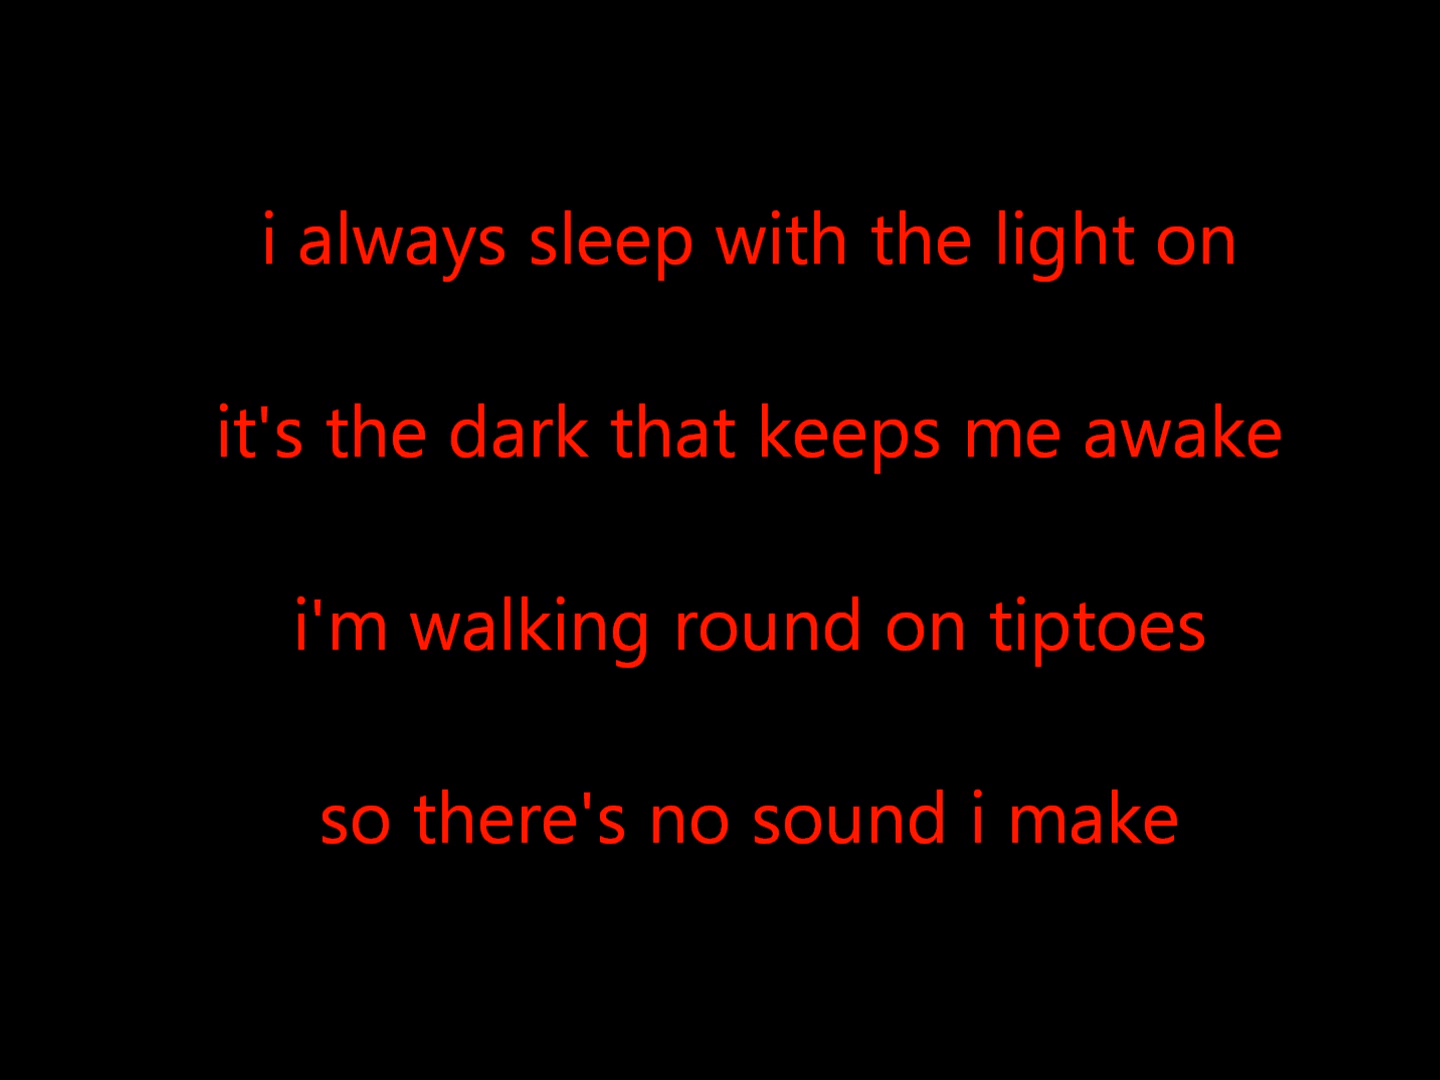 i always sleep with the light on
it's the dark that keeps me awake
i'm walking round on tiptoes
so there's no sound i make